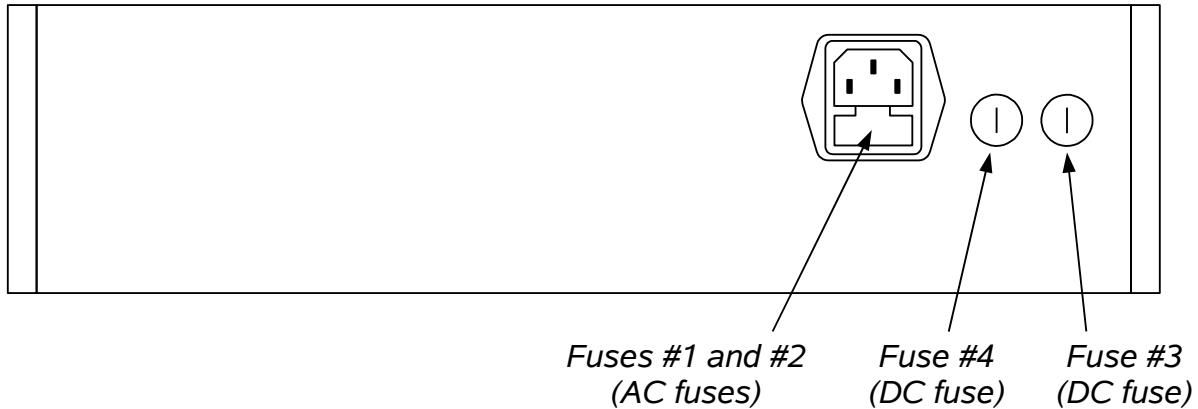 Fuses #1 and #2
(AC fuses)
Fuse #4
(DC fuse)
Fuse #3
(DC fuse)